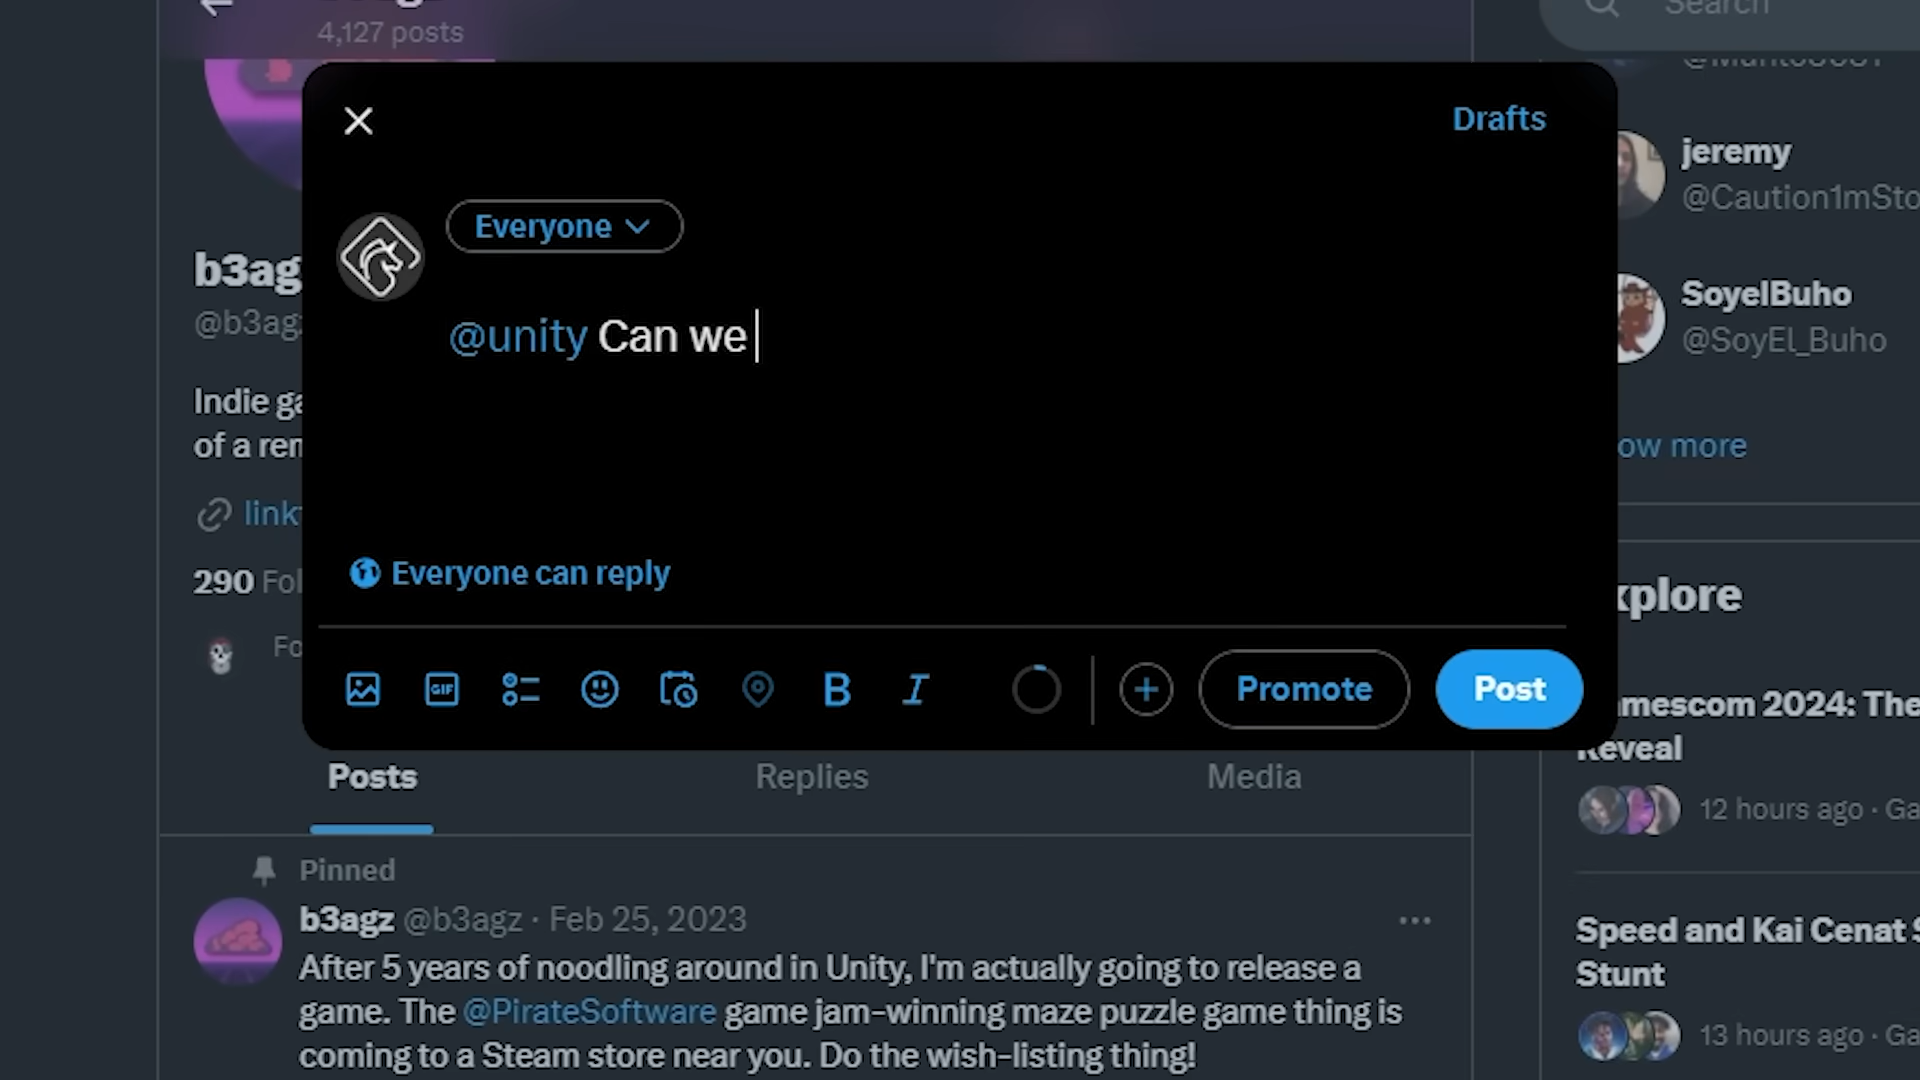 4,127 posts
Search
Drafts
jeremy
@Caution1mSto
Everyone
b3ag
@b3ag
SoyelBuho
@SoyEl_Buho
@unity Can we
Indie ga
of a ren
ow more
link
Everyone can reply
290 Fol
Fo
xplore
GIF
B
I
Promote
Post
amescom 2024: The
Reveal
12 hours ago · Ga
Posts
Replies
Media
Pinned
b3agz @b3agz · Feb 25, 2023
After 5 years of noodling around in Unity, I'm actually going to release a
game. The @PirateSoftware game jam-winning maze puzzle game thing is
coming to a Steam store near you. Do the wish-listing thing!
Speed and Kai Cenat S
Stunt
13 hours ago · Ga